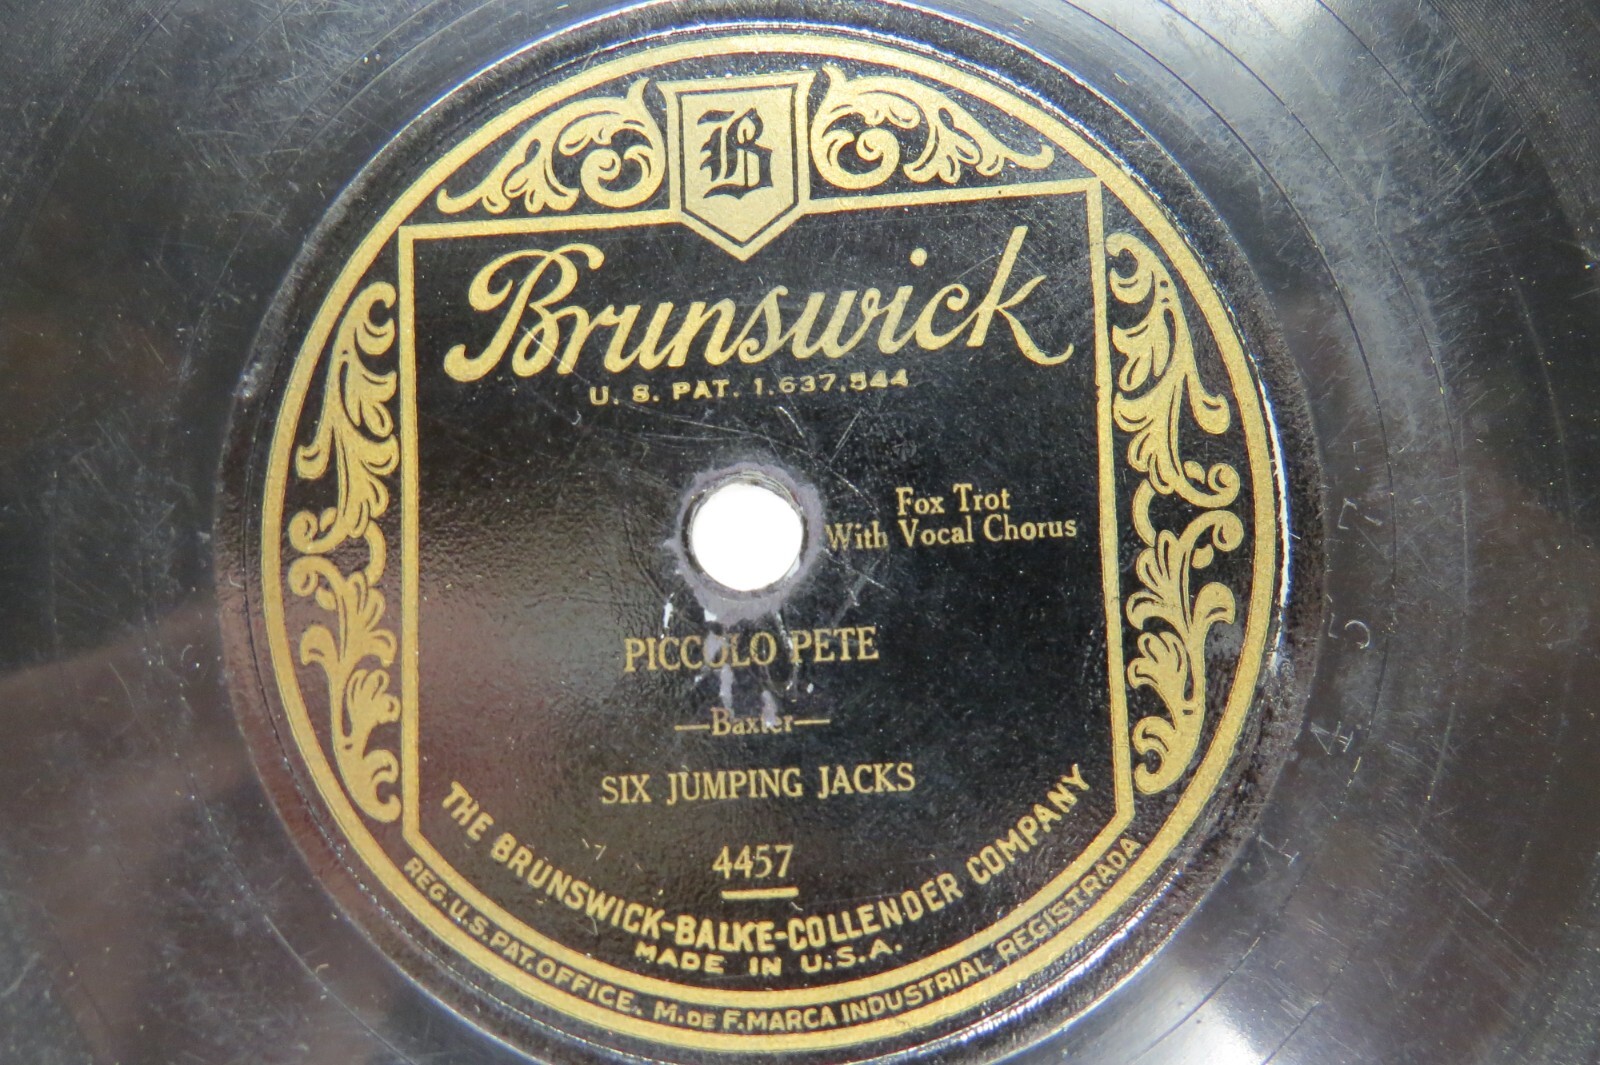 B
Brunswick
U. S. PAT. 1,637,544
Fox Trot
With Vocal Chorus
PICCOLO PETE
—Baxter—
SIX JUMPING JACKS
4457
THE BRUNSWICK-BALKE-COLLENDER COMPANY
MADE IN U.S.A.
REG. U.S. PAT. OFFICE. M. DE F. MARCA INDUSTRIAL REGISTRADA
4457